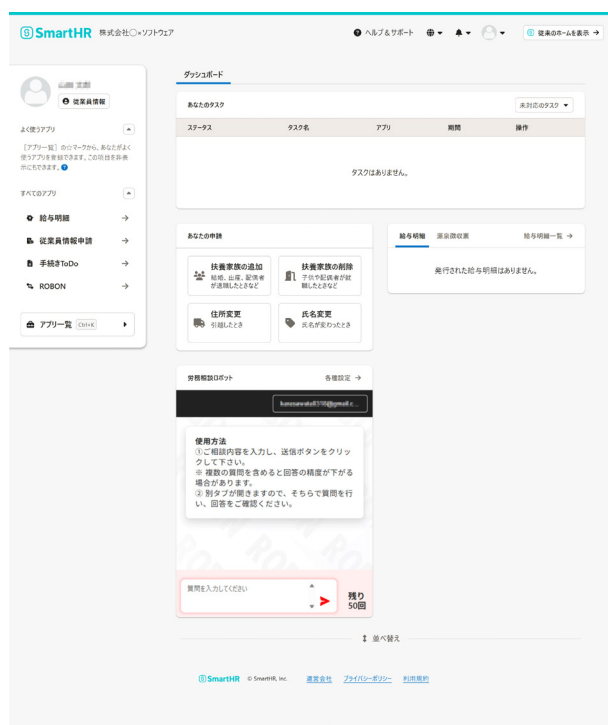 SmartHR 株式会社○×ソフトウェア
ヘルプ&サポート
従来のホームを表示 →
従業員情報
よく使うアプリ
［アプリ一覧］の☆マークから、あなたがよく
使うアプリを登録できます。この項目を非表
示にもできます。
すべてのアプリ
給与明細 →
従業員情報申請 →
手続きToDo →
ROBON →
アプリ一覧 Ctrl+K
ダッシュボード
あなたのタスク 未対応のタスク
ステータス タスク名 アプリ 期間 操作
タスクはありません。
あなたの申請
扶養家族の追加
結婚、出産、配偶者
が退職したときなど
扶養家族の削除
子供や配偶者が就
職したときなど
住所変更
引越したとき
氏名変更
氏名が変わったとき
給与明細 源泉徴収票 給与明細一覧 →
発行された給与明細はありません。
労務相談ロボット 各種設定 →
使用方法
①ご相談内容を入力し、送信ボタンをクリッ
クして下さい。
※ 複数の質問を含めると回答の精度が下がる
場合があります。
② 別タブが開きますので、そちらで質問を行
い、回答をご確認ください。
質問を入力してください
残り
50回
並べ替え
SmartHR © SmartHR, Inc. 運営会社 プライバシーポリシー 利用規約